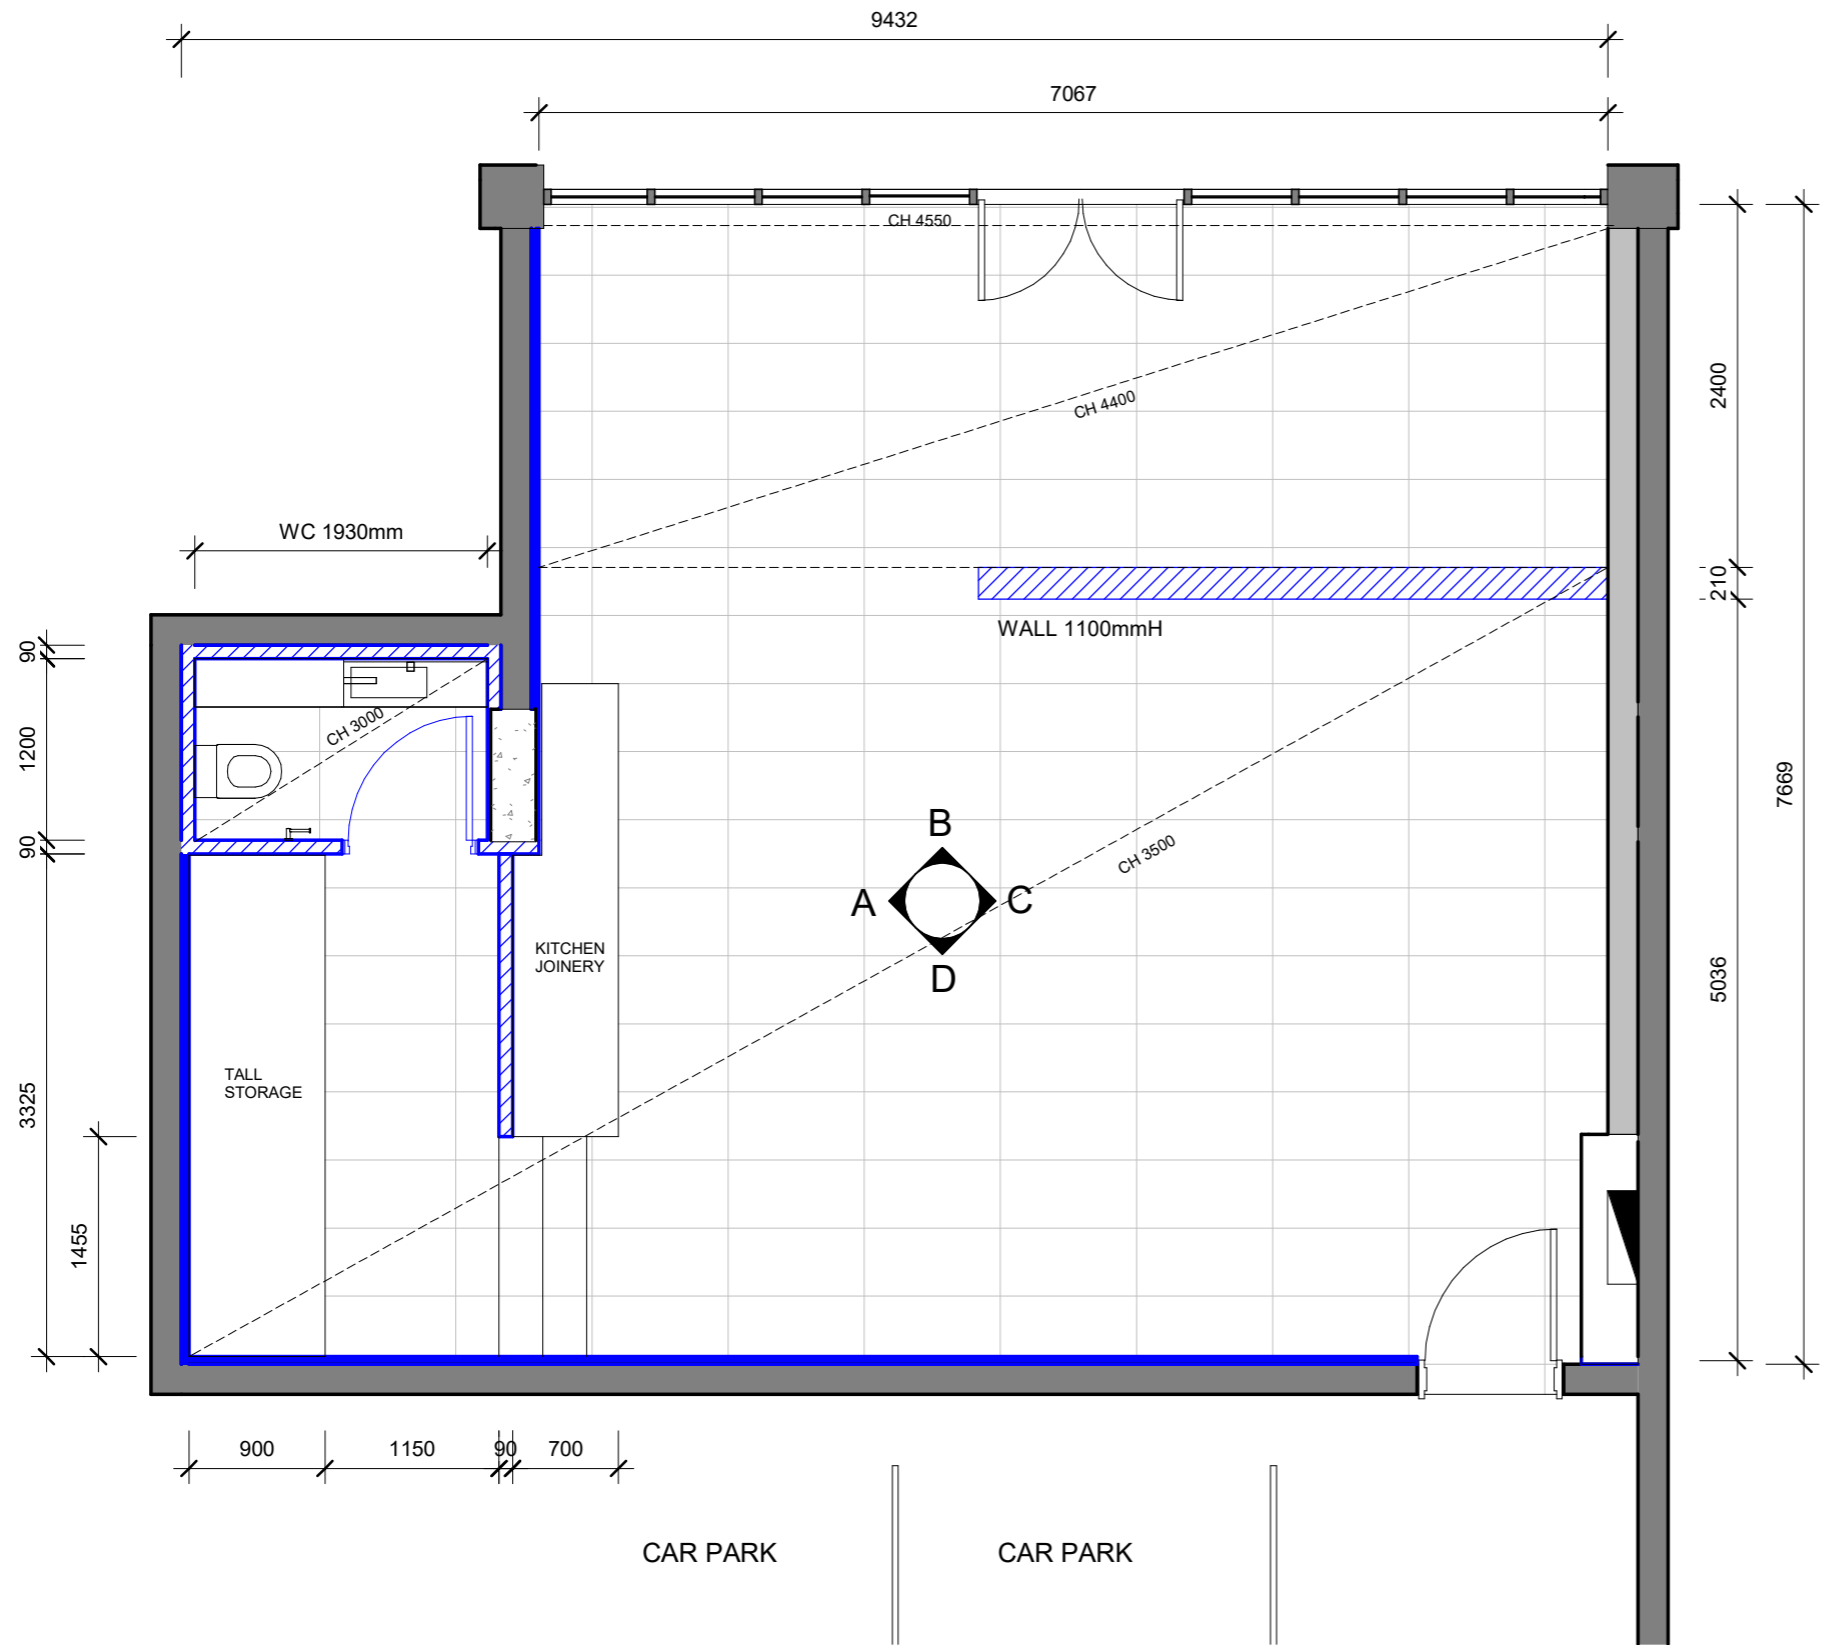 9432
7067
CH 4550
2400
CH 4400
WC 1930mm
210
WALL 1100mmH
90
CH 3000
1200
7669
B
90
CH 3500
A
C
KITCHEN
JOINERY
D
5036
TALL
STORAGE
3325
1455
900
1150
90
700
CAR PARK
CAR PARK